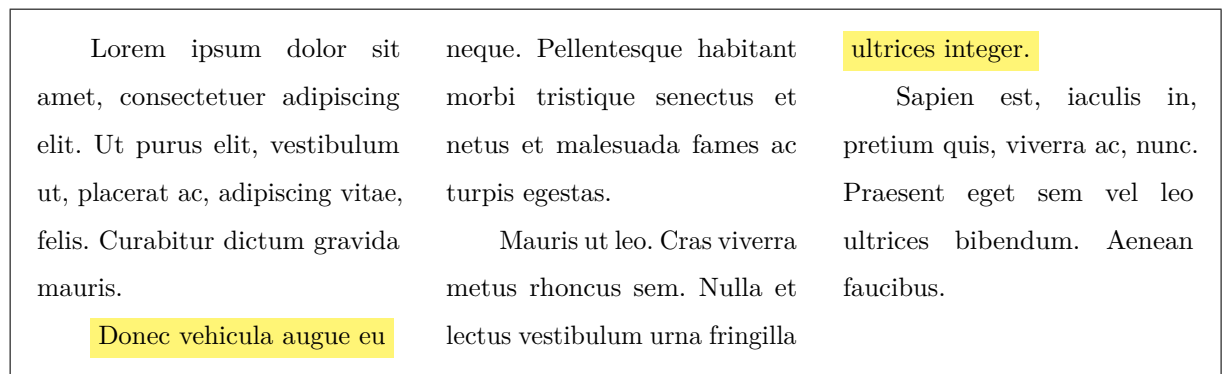 Lorem ipsum dolor sit
amet, consectetuer adipiscing
elit. Ut purus elit, vestibulum
ut, placerat ac, adipiscing vitae,
felis. Curabitur dictum gravida
mauris.
Donec vehicula augue eu
neque. Pellentesque habitant
morbi tristique senectus et
netus et malesuada fames ac
turpis egestas.
Mauris ut leo. Cras viverra
metus rhoncus sem. Nulla et
lectus vestibulum urna fringilla
ultrices integer.
Sapien est, iaculis in,
pretium quis, viverra ac, nunc.
Praesent eget sem vel leo
ultrices bibendum. Aenean
faucibus.